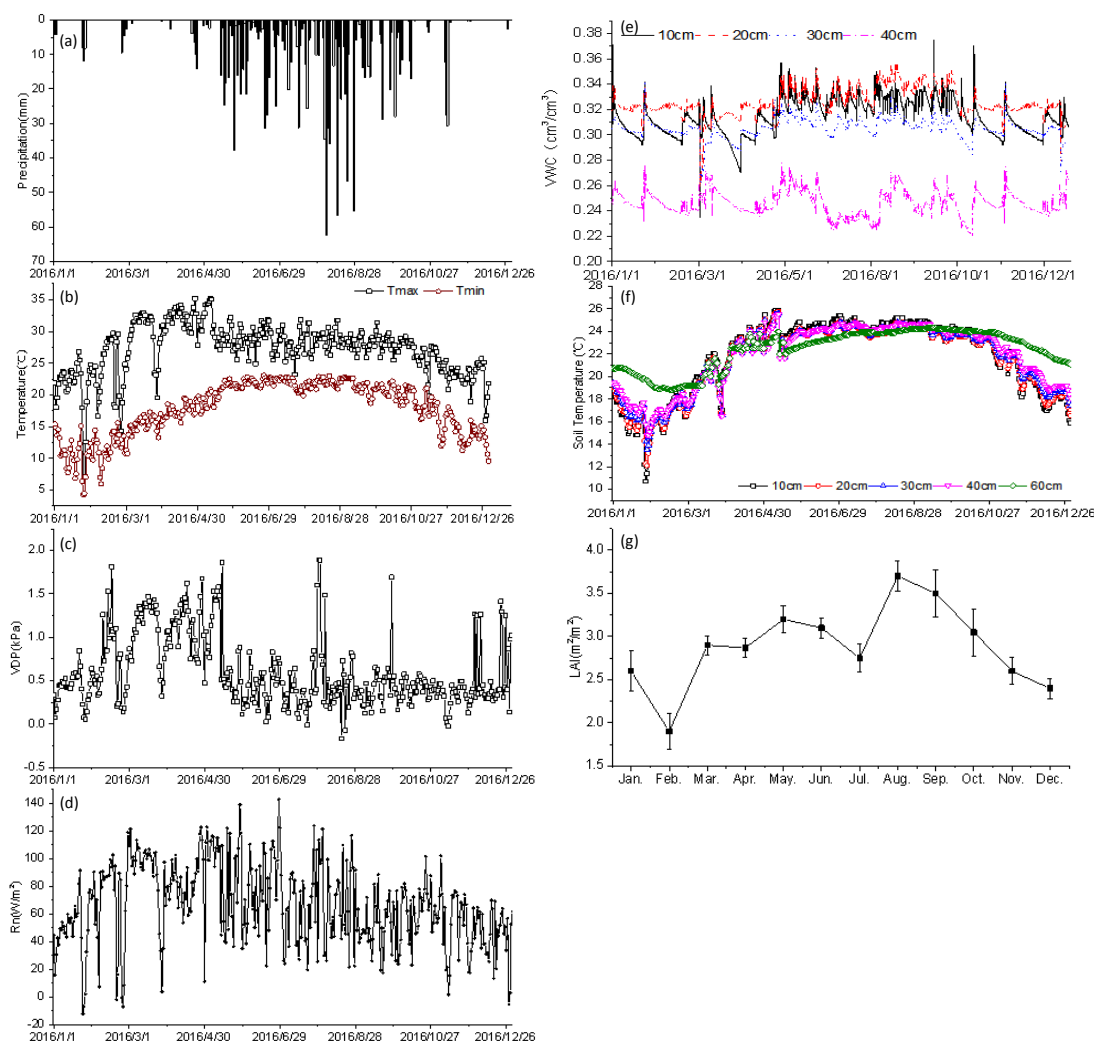 (a)
Precipitation(mm)
0
10
20
30
40
50
60
70
2016/1/1 2016/3/1 2016/4/30 2016/6/29 2016/8/28 2016/10/27 2016/12/26
(b)
Tmax Tmin
Temperature(℃)
35
30
25
20
15
10
5
2016/1/1 2016/3/1 2016/4/30 2016/6/29 2016/8/28 2016/10/27 2016/12/26
(c)
VDP(kPa)
2.0
1.5
1.0
0.5
0.0
-0.5
2016/1/1 2016/3/1 2016/4/30 2016/6/29 2016/8/28 2016/10/27 2016/12/26
(d)
Rn(W/m²)
140
120
100
80
60
40
20
0
-20
2016/1/1 2016/3/1 2016/4/30 2016/6/29 2016/8/28 2016/10/27 2016/12/26
(e)
10cm 20cm 30cm 40cm
VWC (cm³/cm³)
0.38
0.36
0.34
0.32
0.30
0.28
0.26
0.24
0.22
0.20
2016/1/1 2016/3/1 2016/5/1 2016/8/1 2016/10/1 2016/12/1
(f)
Soil Temperature(℃)
28
26
24
22
20
18
16
14
12
10
10cm 20cm 30cm 40cm 60cm
2016/1/1 2016/3/1 2016/4/30 2016/6/29 2016/8/28 2016/10/27 2016/12/26
(g)
LAI(m²/m²)
4.0
3.5
3.0
2.5
2.0
1.5
Jan. Feb. Mar. Apr. May. Jun. Jul. Aug. Sep. Oct. Nov. Dec.